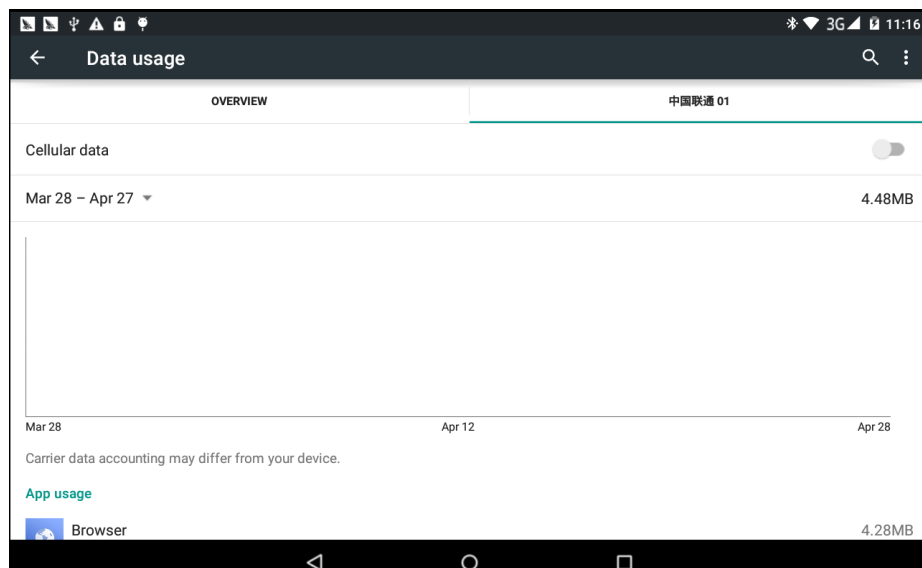 3G 11:16
Data usage
OVERVIEW
中国联通 01
Cellular data
Mar 28 – Apr 27
4.48MB
Mar 28
Apr 12
Apr 28
Carrier data accounting may differ from your device.
App usage
Browser
4.28MB